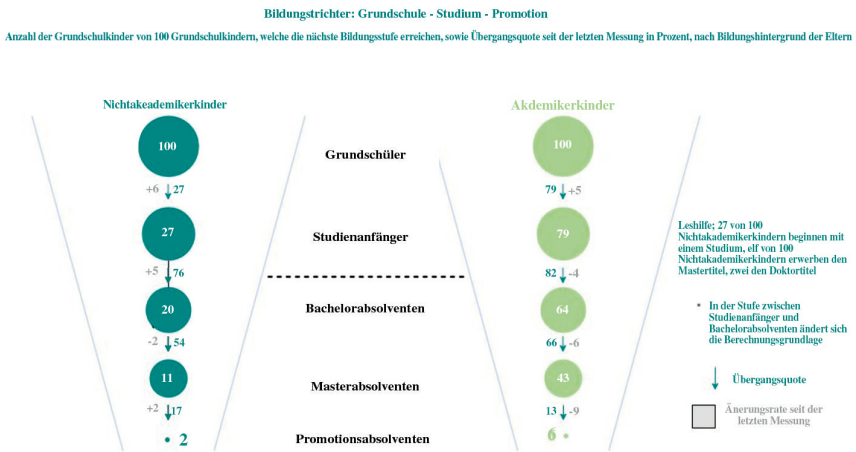 Bildungstrichter: Grundschule - Studium - Promotion
Anzahl der Grundschulkinder von 100 Grundschulkindern, welche die nächste Bildungsstufe erreichen, sowie Übergangsquote seit der letzten Messung in Prozent, nach Bildungshintergrund der Eltern
Nichtakeademikerkinder
Akdemikerkinder
100
Grundschüler
100
+6 27
79 +5
27
Studienanfänger
79
+5 76
82 -4
20
Bachelorabsolventen
64
-2 54
66 -6
11
Masterabsolventen
43
+2 17
13 -9
2
Promotionsabsolventen
6
Leshilfe; 27 von 100
Nichtakademikerkindern beginnen mit
einem Studium, elf von 100
Nichtakademikerkindern erwerben den
Mastertitel, zwei den Doktortitel
* In der Stufe zwischen
Studienanfänger und
Bachelorabsolventen ändert sich
die Berechnungsgrundlage
Übergangsquote
Änerungsrate seit der
letzten Messung